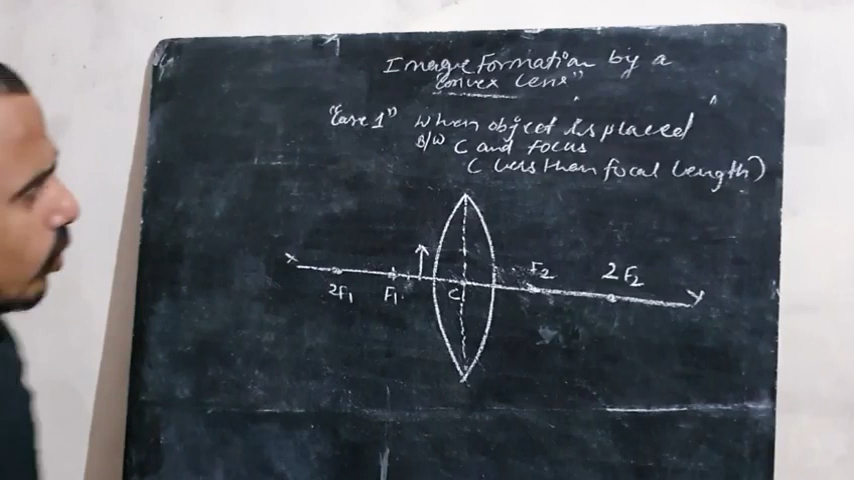 Image Formation by a
"Convex Lens"
"Case 1" When object is placed
B/W C and focus
( Less than focal Length )
X 2F1 F1 C F2 2F2 Y